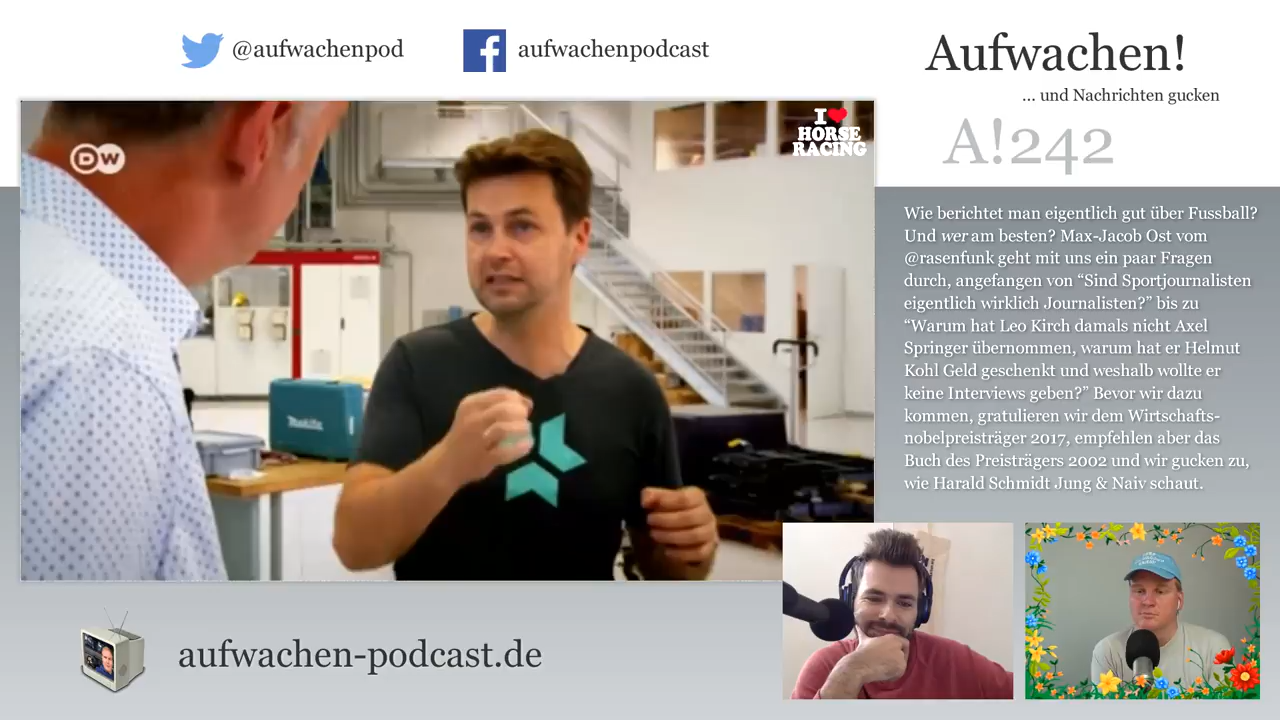 @aufwachenpod
aufwachenpodcast
Aufwachen!
... und Nachrichten gucken
A!242
DW
I
HORSE
RACING
Wie berichtet man eigentlich gut über Fussball?
Und wer am besten? Max-Jacob Ost vom
@rasenfunk geht mit uns ein paar Fragen
durch, angefangen von “Sind Sportjournalisten
eigentlich wirklich Journalisten?” bis zu
“Warum hat Leo Kirch damals nicht Axel
Springer übernommen, warum hat er Helmut
Kohl Geld geschenkt und weshalb wollte er
keine Interviews geben?” Bevor wir dazu
kommen, gratulieren wir dem Wirtschafts-
nobelpreisträger 2017, empfehlen aber das
Buch des Preisträgers 2002 und wir gucken zu,
wie Harald Schmidt Jung & Naiv schaut.
Makita
aufwachen-podcast.de